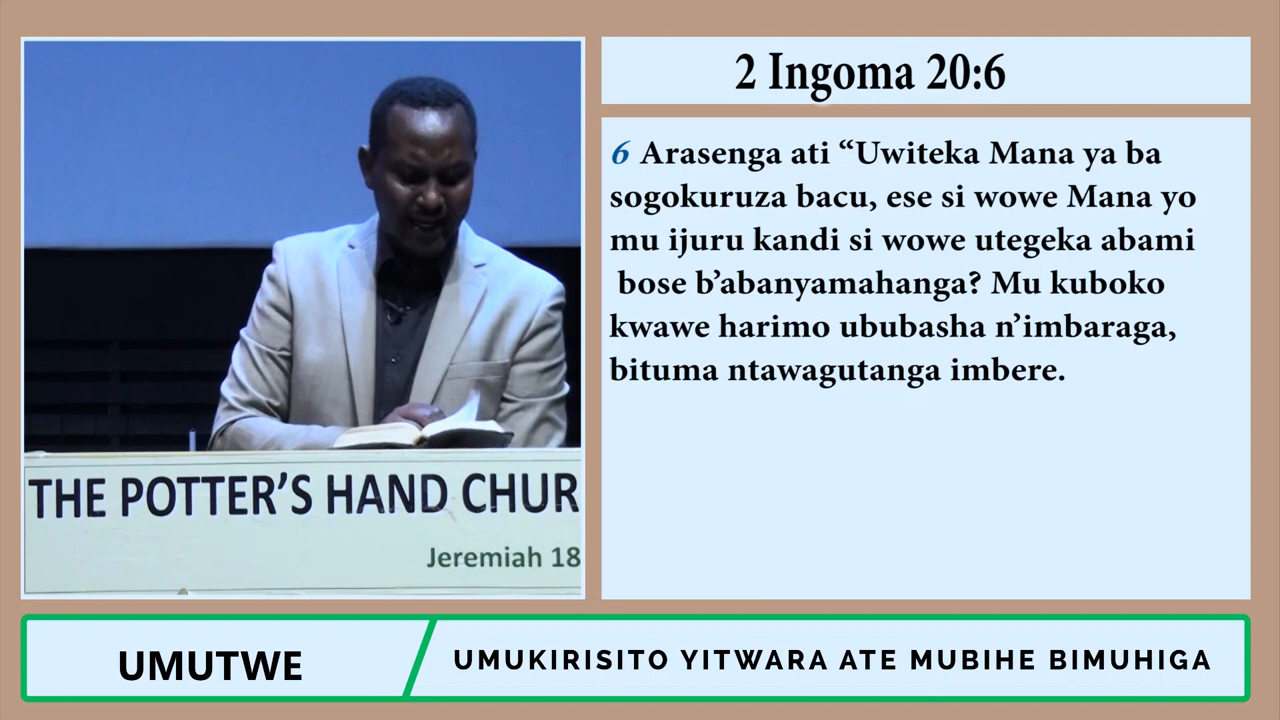 2 Ingoma 20:6
6 Arasenga ati “Uwiteka Mana ya ba
sogokuruza bacu, ese si wowe Mana yo
mu ijuru kandi si wowe utegeka abami
bose b’abanyamahanga? Mu kuboko
kwawe harimo ububasha n’imbaraga,
bituma ntawagutanga imbere.
THE POTTER’S HAND CHUR
Jeremiah 18
UMUTWE
UMUKIRISITO YITWARA ATE MUBIHE BIMUHIGA